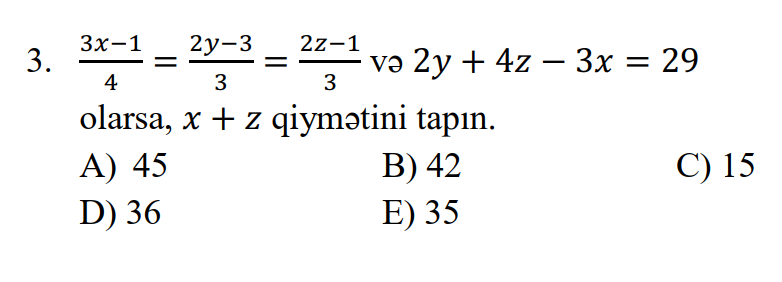 3. (3x−1)/4 = (2y−3)/3 = (2z−1)/3 və 2y + 4z − 3x = 29
olarsa, x + z qiymətini tapın.
A) 45 B) 42 C) 15
D) 36 E) 35